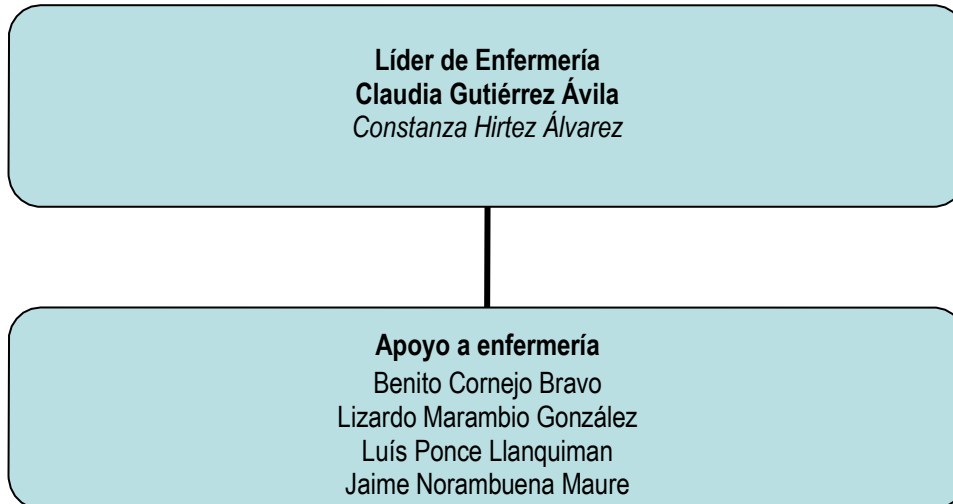 Líder de Enfermería
Claudia Gutiérrez Ávila
Constanza Hirtez Álvarez
Apoyo a enfermería
Benito Cornejo Bravo
Lizardo Marambio González
Luís Ponce Llanquiman
Jaime Norambuena Maure